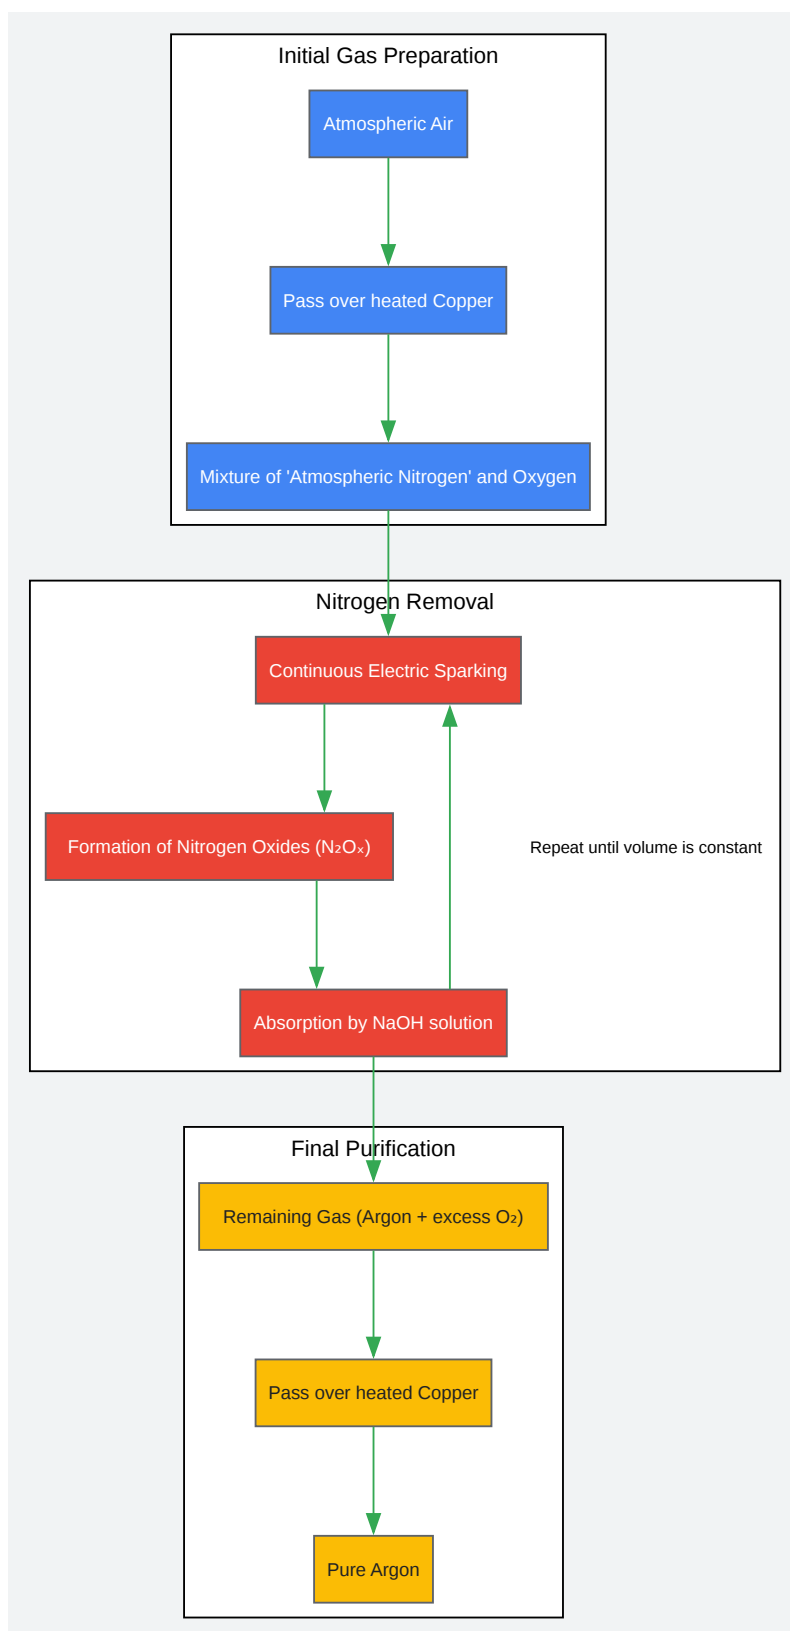 Initial Gas Preparation
Atmospheric Air
Pass over heated Copper
Mixture of 'Atmospheric Nitrogen' and Oxygen
Nitrogen Removal
Continuous Electric Sparking
Formation of Nitrogen Oxides (N₂Oₓ)
Repeat until volume is constant
Absorption by NaOH solution
Final Purification
Remaining Gas (Argon + excess O₂)
Pass over heated Copper
Pure Argon